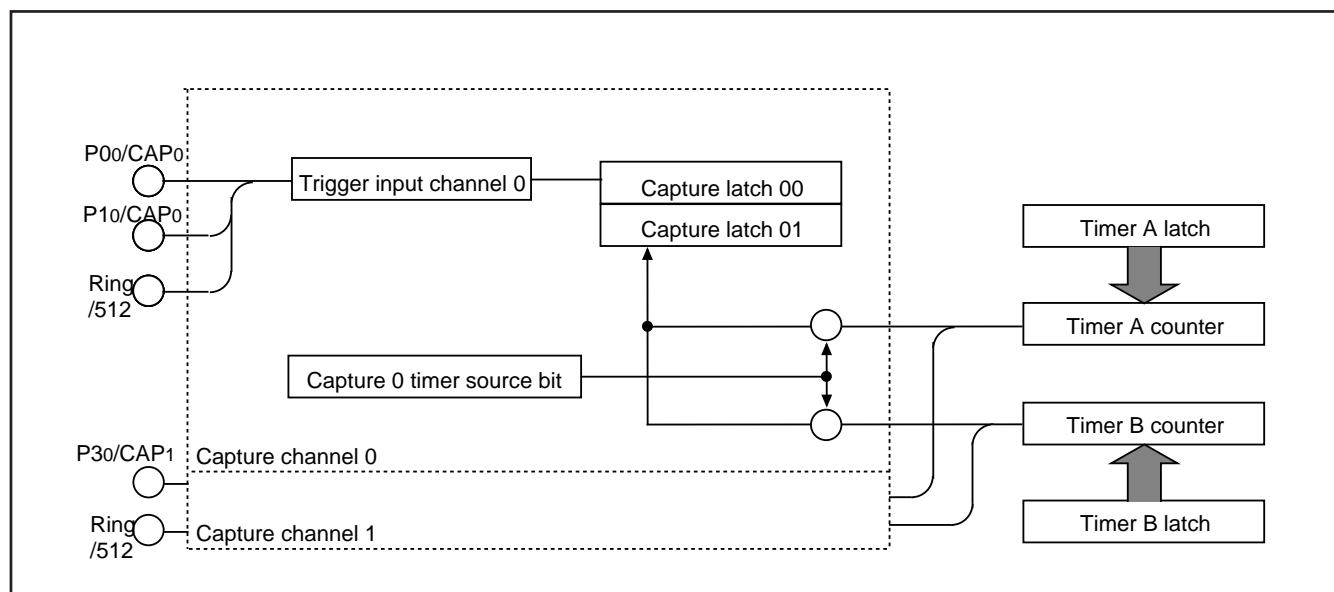 P00/CAP0
Trigger input channel 0
Capture latch 00
P10/CAP0
Capture latch 01
Timer A latch
Ring
/512
Timer A counter
Capture 0 timer source bit
Timer B counter
P30/CAP1
Capture channel 0
Timer B latch
Ring
/512
Capture channel 1